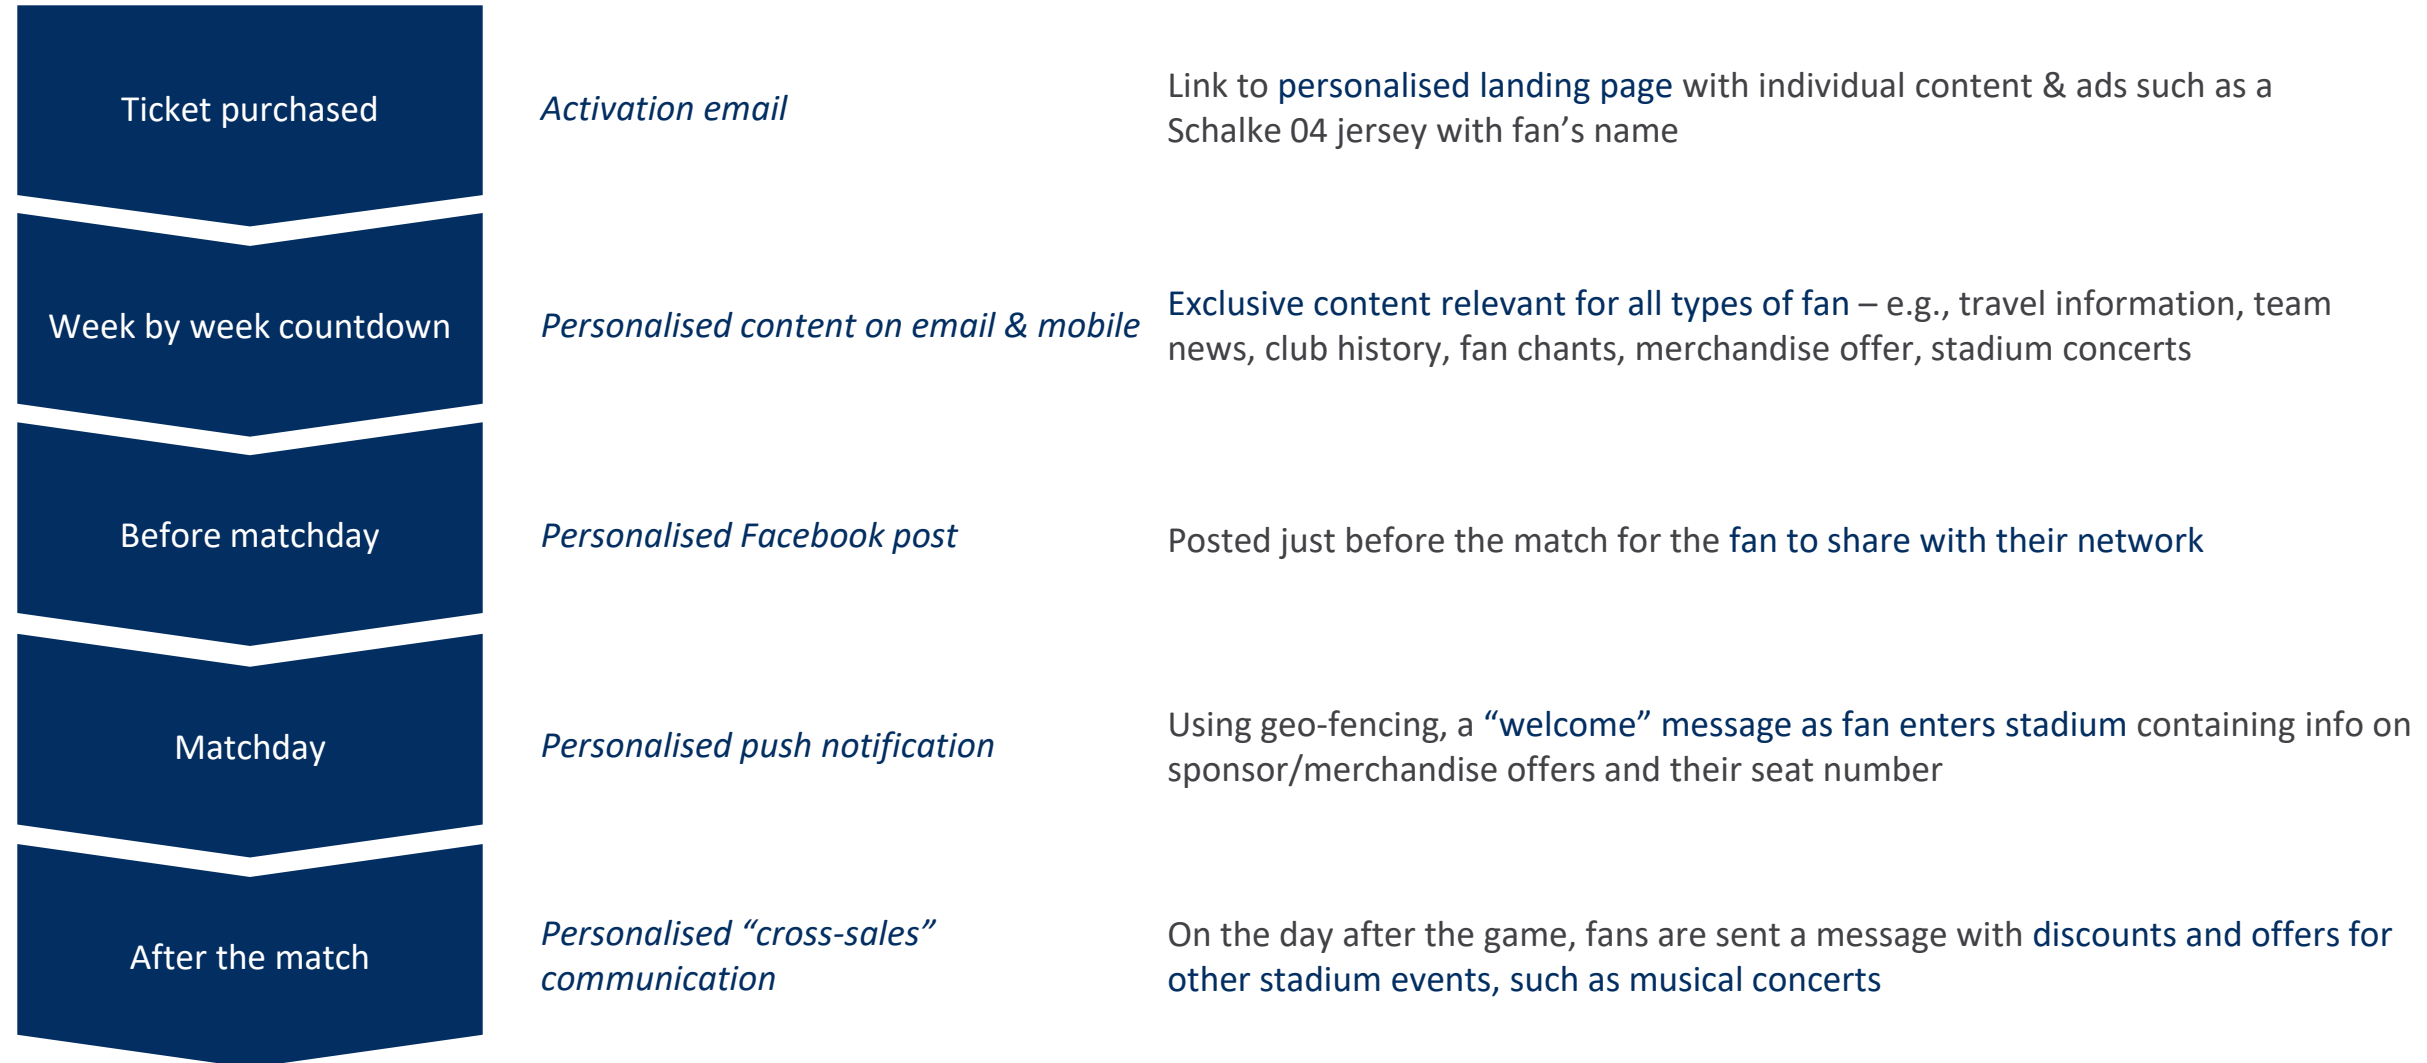 Ticket purchased
Activation email
Link to personalised landing page with individual content & ads such as a
Schalke 04 jersey with fan’s name
Week by week countdown
Personalised content on email & mobile
Exclusive content relevant for all types of fan – e.g., travel information, team
news, club history, fan chants, merchandise offer, stadium concerts
Before matchday
Personalised Facebook post
Posted just before the match for the fan to share with their network
Matchday
Personalised push notification
Using geo-fencing, a “welcome” message as fan enters stadium containing info on
sponsor/merchandise offers and their seat number
After the match
Personalised “cross-sales”
communication
On the day after the game, fans are sent a message with discounts and offers for
other stadium events, such as musical concerts